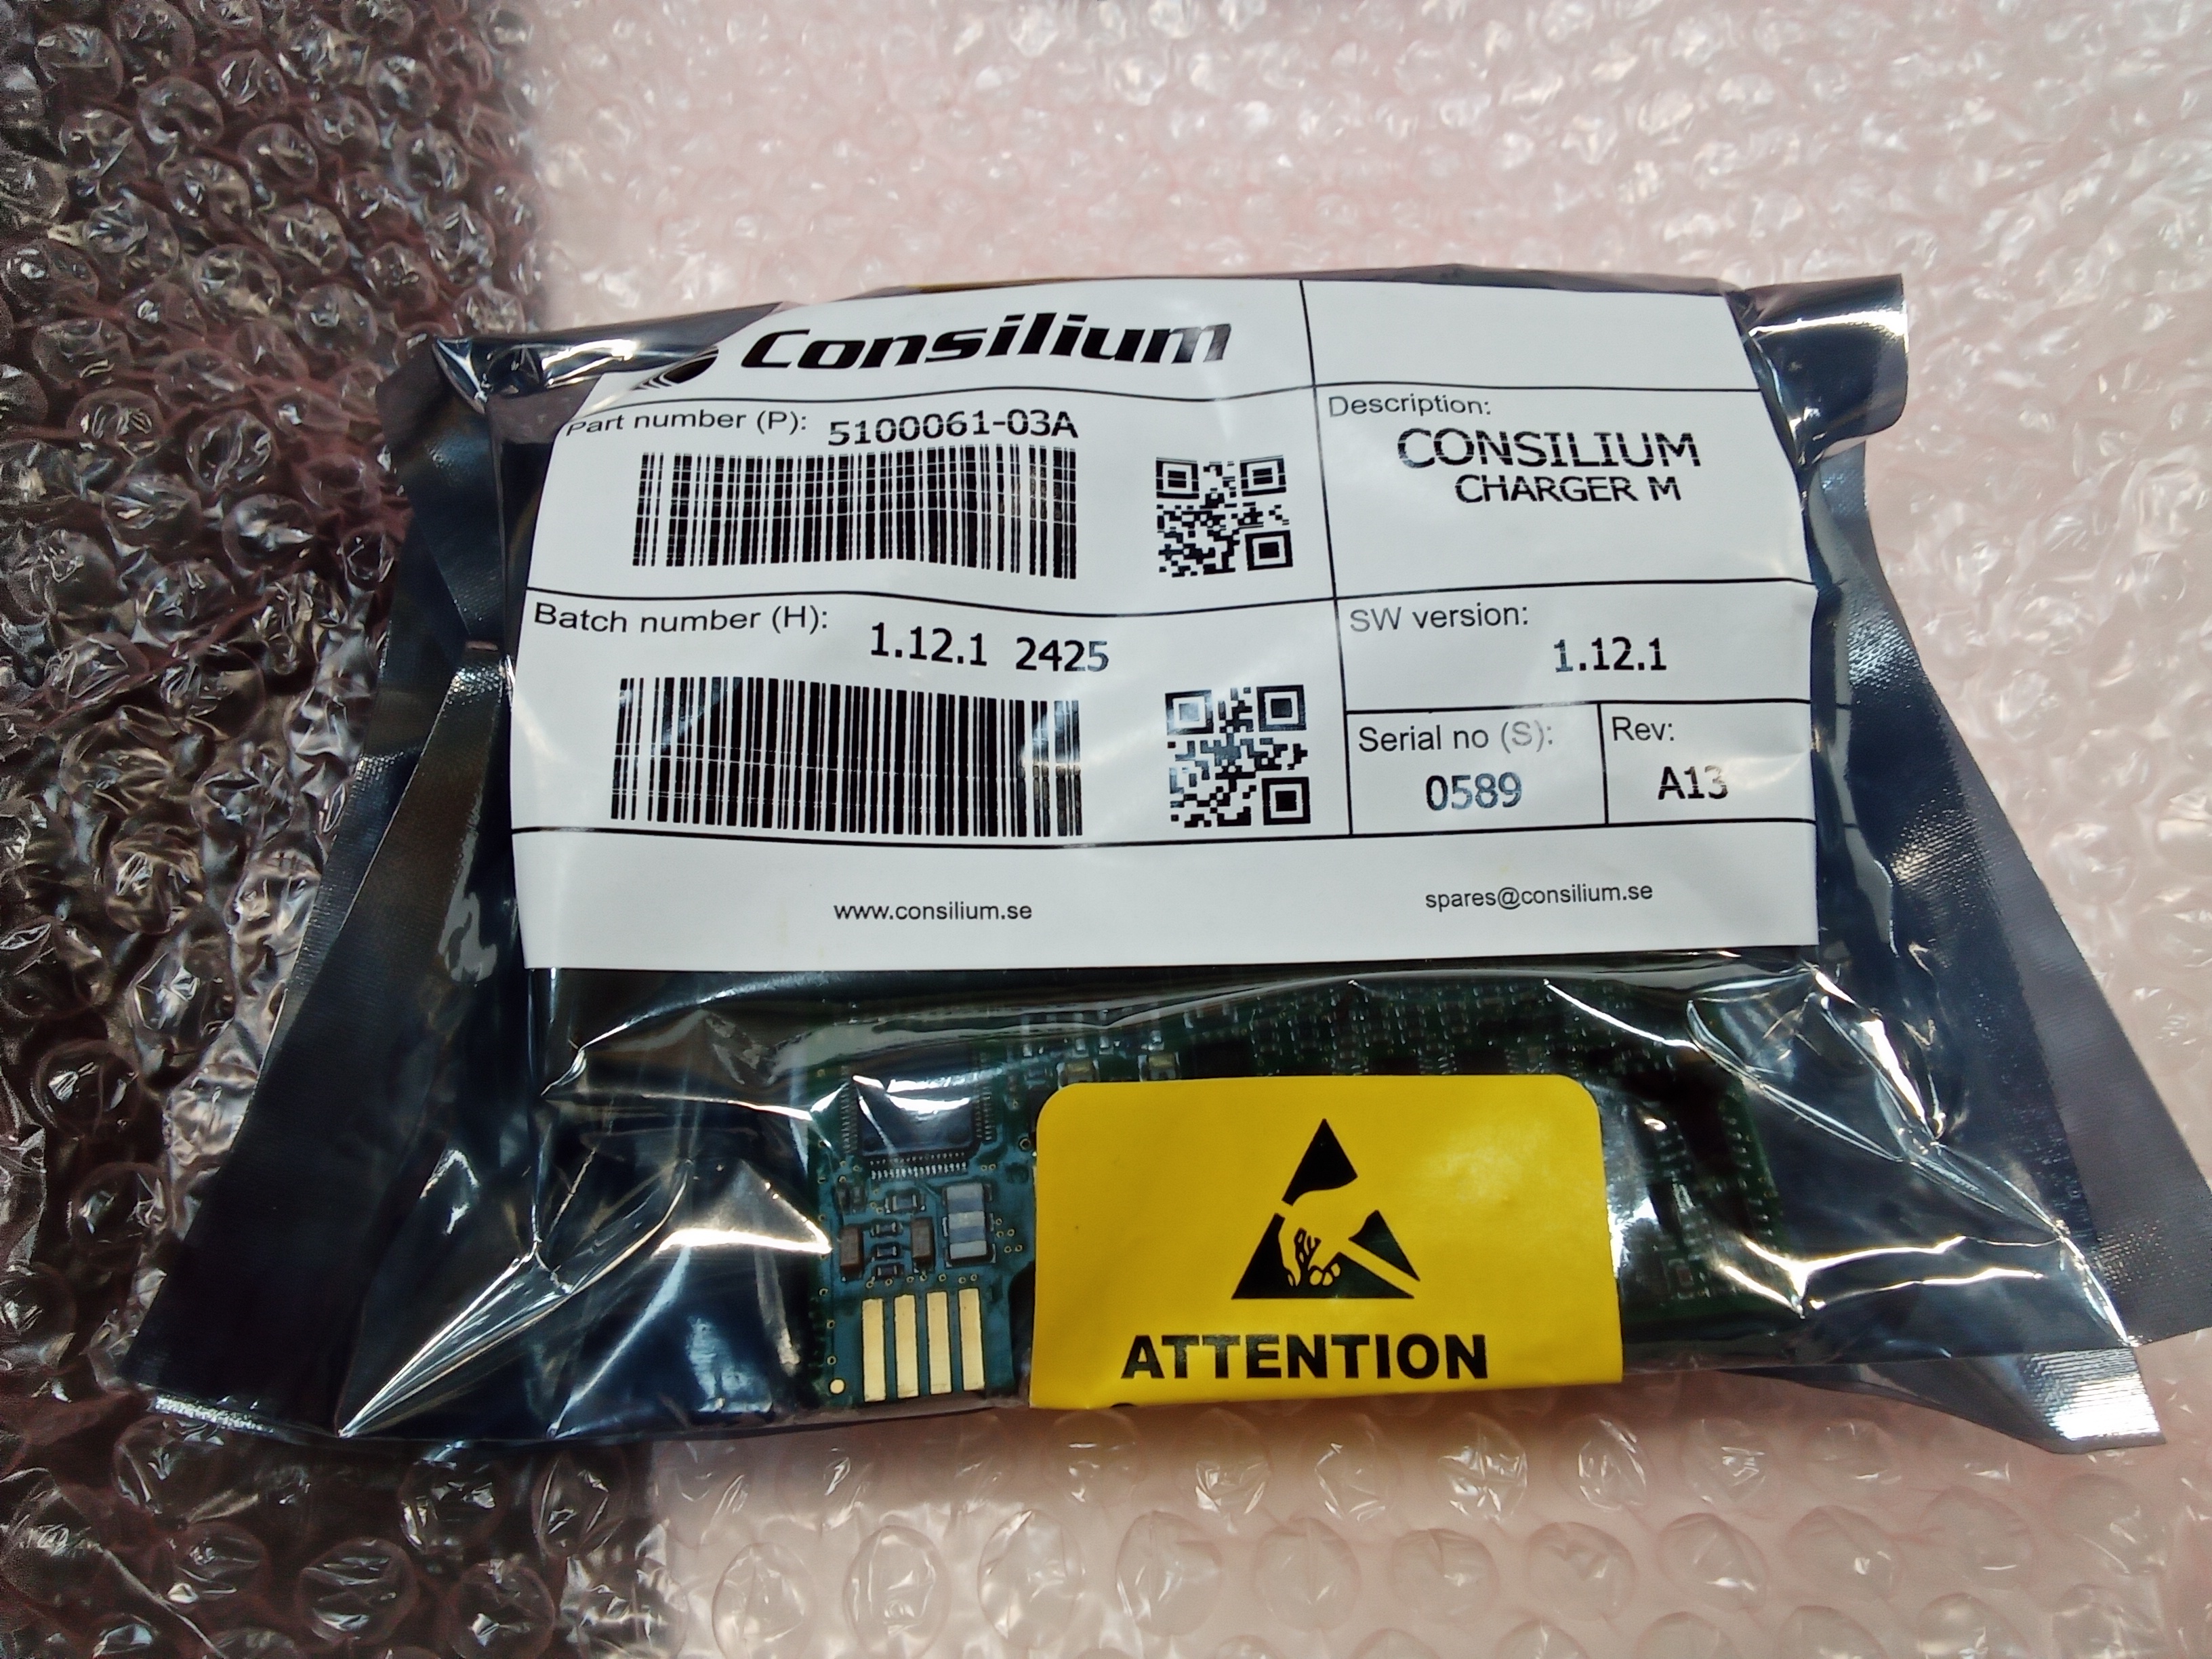 Consilium
Part number (P): 5100061-03A
Description:
CONSILIUM
CHARGER M
Batch number (H): 1.12.1 2425
SW version:
1.12.1
Serial no (S):
0589
Rev:
A13
www.consilium.se
spares@consilium.se
ATTENTION